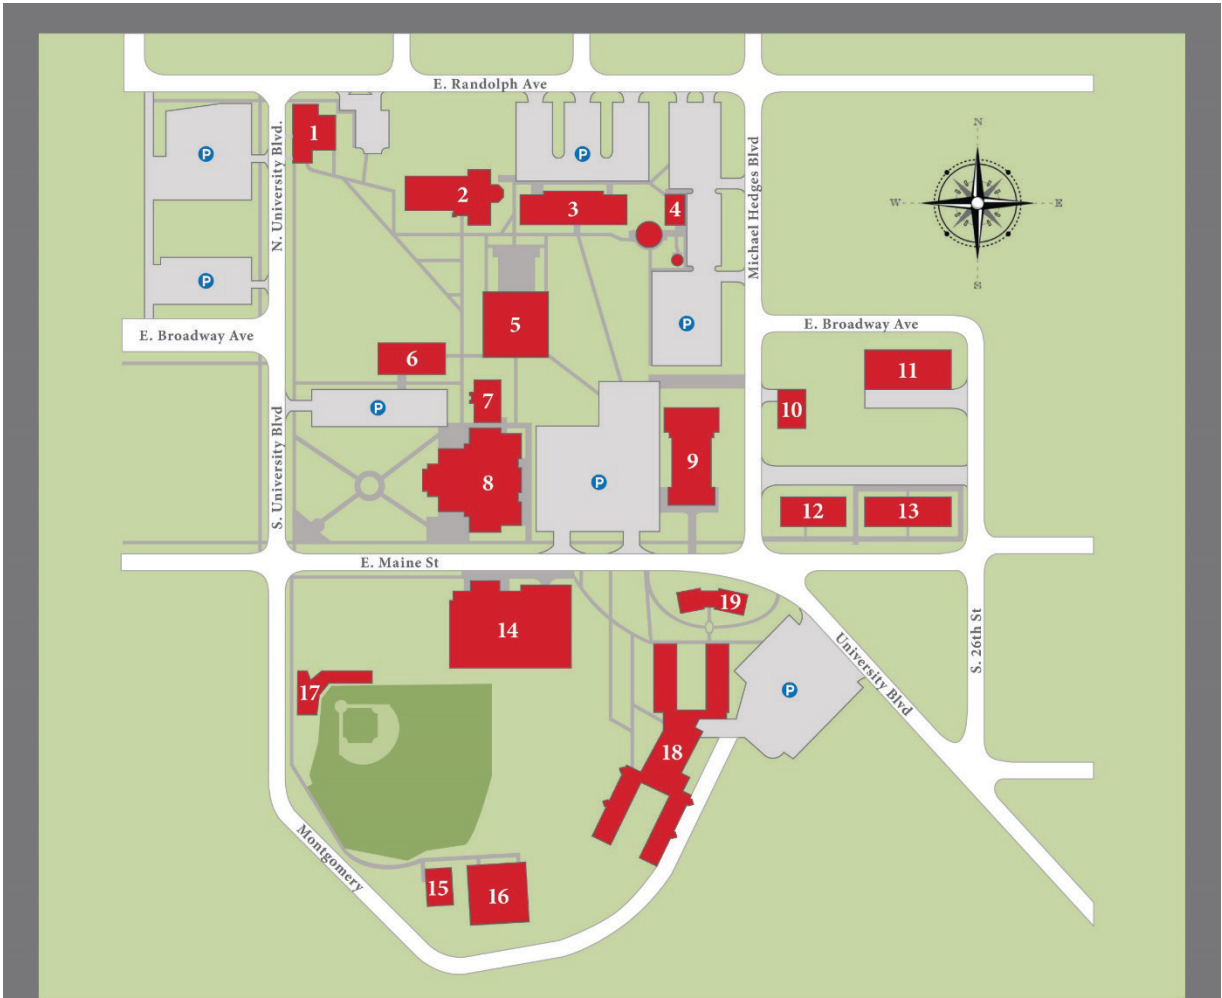 E. Randolph Ave
1
N. University Blvd.
P
P
2
3
4
Michael Hedges Blvd
N
W
E
S
P
5
P
E. Broadway Ave
E. Broadway Ave
6
7
P
S. University Blvd
8
9
10
11
P
12
13
E. Maine St
14
19
S. 26th St
University Blvd
P
17
18
Montgomery
15
16